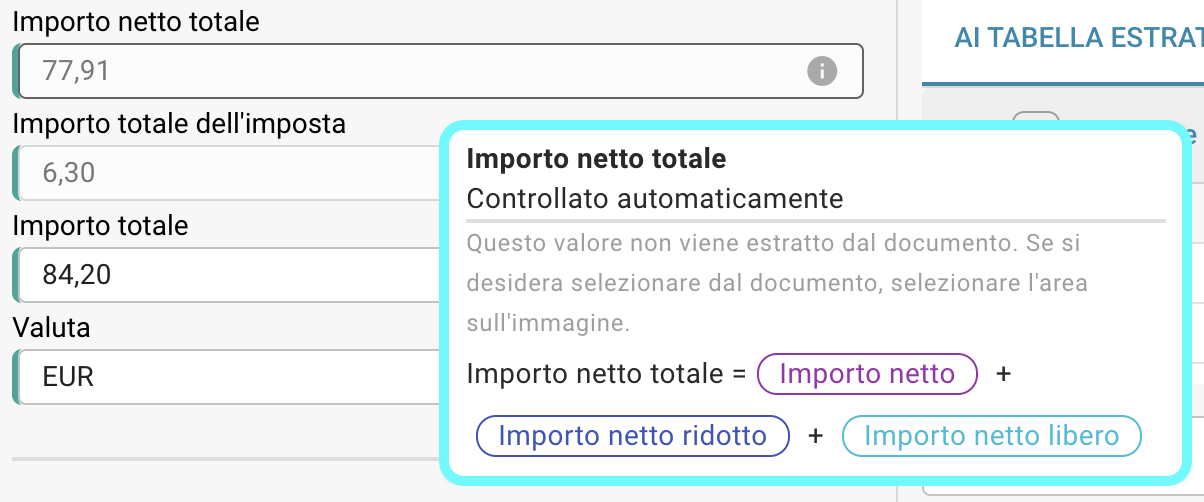 Importo netto totale
77,91
Importo totale dell'imposta
6,30
Importo totale
84,20
Valuta
EUR
AI TABELLA ESTRAT
Importo netto totale
Controllato automaticamente
Questo valore non viene estratto dal documento. Se si
desidera selezionare dal documento, selezionare l'area
sull'immagine.
Importo netto totale = Importo netto +
Importo netto ridotto + Importo netto libero